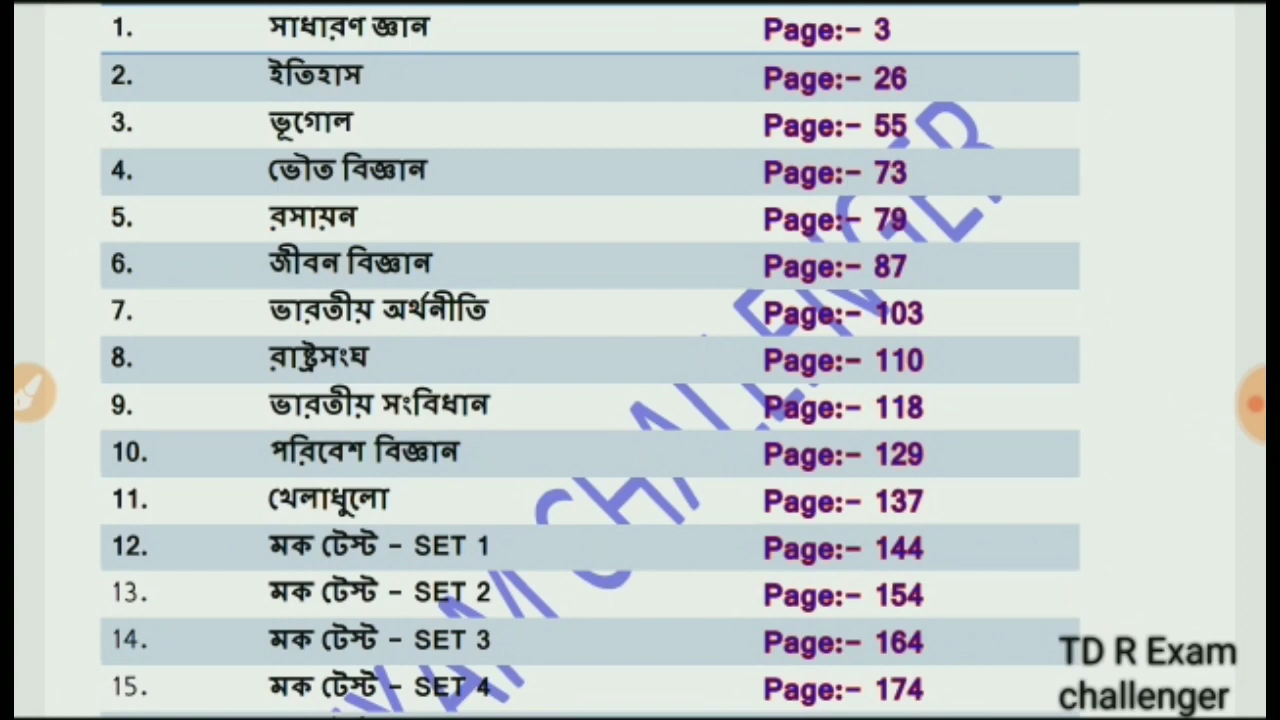 1. সাধারণ জ্ঞান Page:- 3
2. ইতিহাস Page:- 26
3. ভূগোল Page:- 55
4. ভৌত বিজ্ঞান Page:- 73
5. রসায়ন Page:- 79
6. জীবন বিজ্ঞান Page:- 87
7. ভারতীয় অর্থনীতি Page:- 103
8. রাষ্ট্রসংঘ Page:- 110
9. ভারতীয় সংবিধান Page:- 118
10. পরিবেশ বিজ্ঞান Page:- 129
11. খেলাধুলো Page:- 137
12. মক টেস্ট - SET 1 Page:- 144
13. মক টেস্ট - SET 2 Page:- 154
14. মক টেস্ট - SET 3 Page:- 164
15. মক টেস্ট - SET 4 Page:- 174
TD R Exam
challenger
CHALLENGER